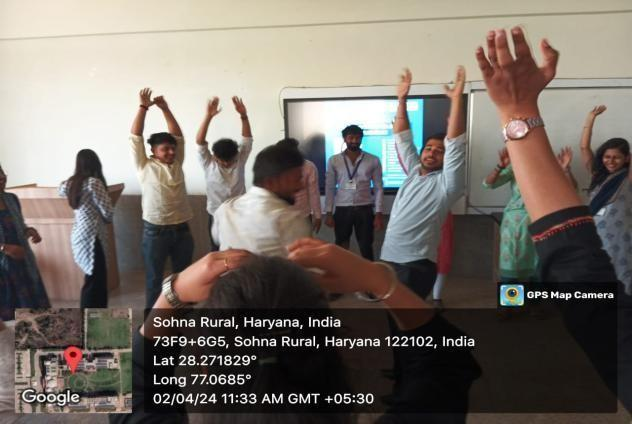 GPS Map Camera
Sohna Rural, Haryana, India
73F9+6G5, Sohna Rural, Haryana 122102, India
Lat 28.271829°
Long 77.0685°
02/04/24 11:33 AM GMT +05:30
Google